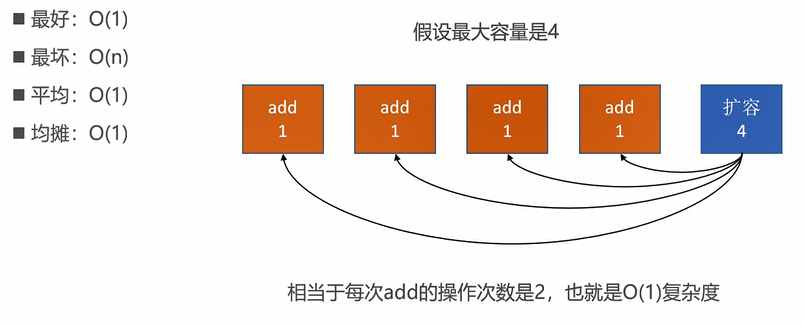 ■ 最好：O(1)
■ 最坏：O(n)
■ 平均：O(1)
■ 均摊：O(1)
假设最大容量是4
add add add add 扩容
1 1 1 1 4
相当于每次add的操作次数是2，也就是O(1)复杂度